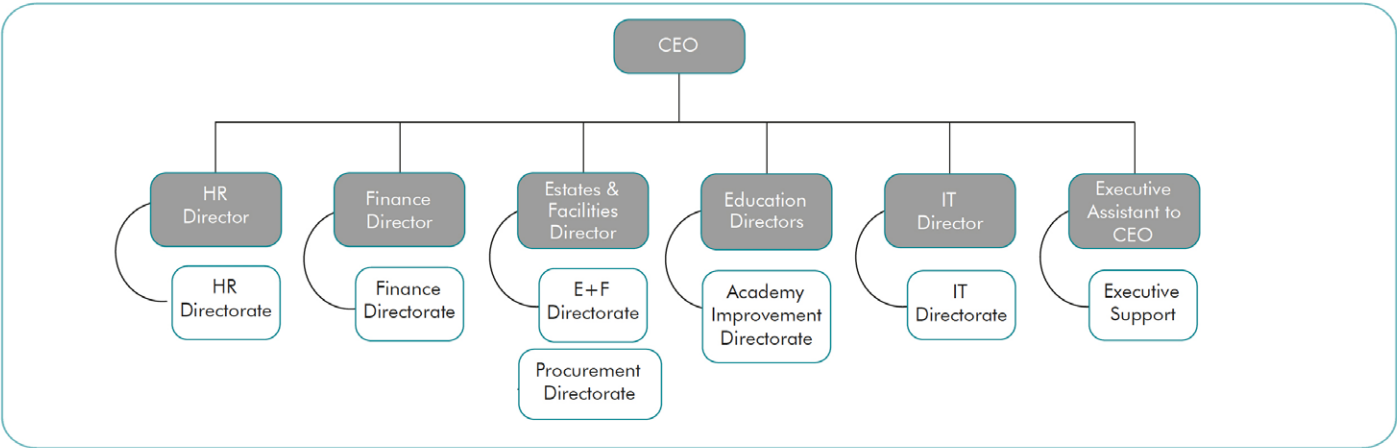 CEO
HR
Director
Finance
Director
Estates &
Facilities
Director
Education
Directors
IT
Director
Executive
Assistant to
CEO
HR
Directorate
Finance
Directorate
E+F
Directorate
Academy
Improvement
Directorate
IT
Directorate
Executive
Support
Procurement
Directorate